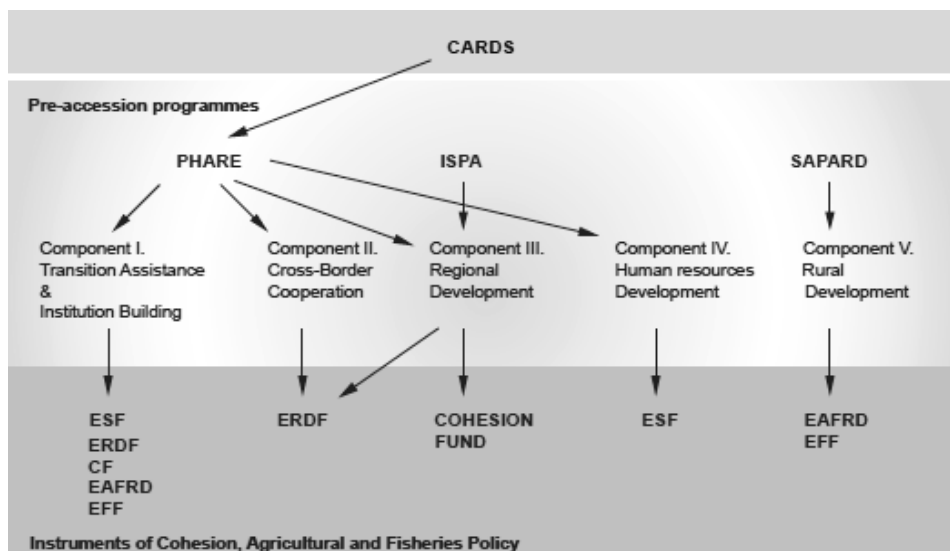 CARDS
Pre-accession programmes
PHARE
ISPA
SAPARD
Component I.
Transition Assistance
&
Institution Building
Component II.
Cross-Border
Cooperation
Component III.
Regional
Development
Component IV.
Human resources
Development
Component V.
Rural
Development
ESF
ERDF
CF
EAFRD
EFF
ERDF
COHESION
FUND
ESF
EAFRD
EFF
Instruments of Cohesion, Agricultural and Fisheries Policy